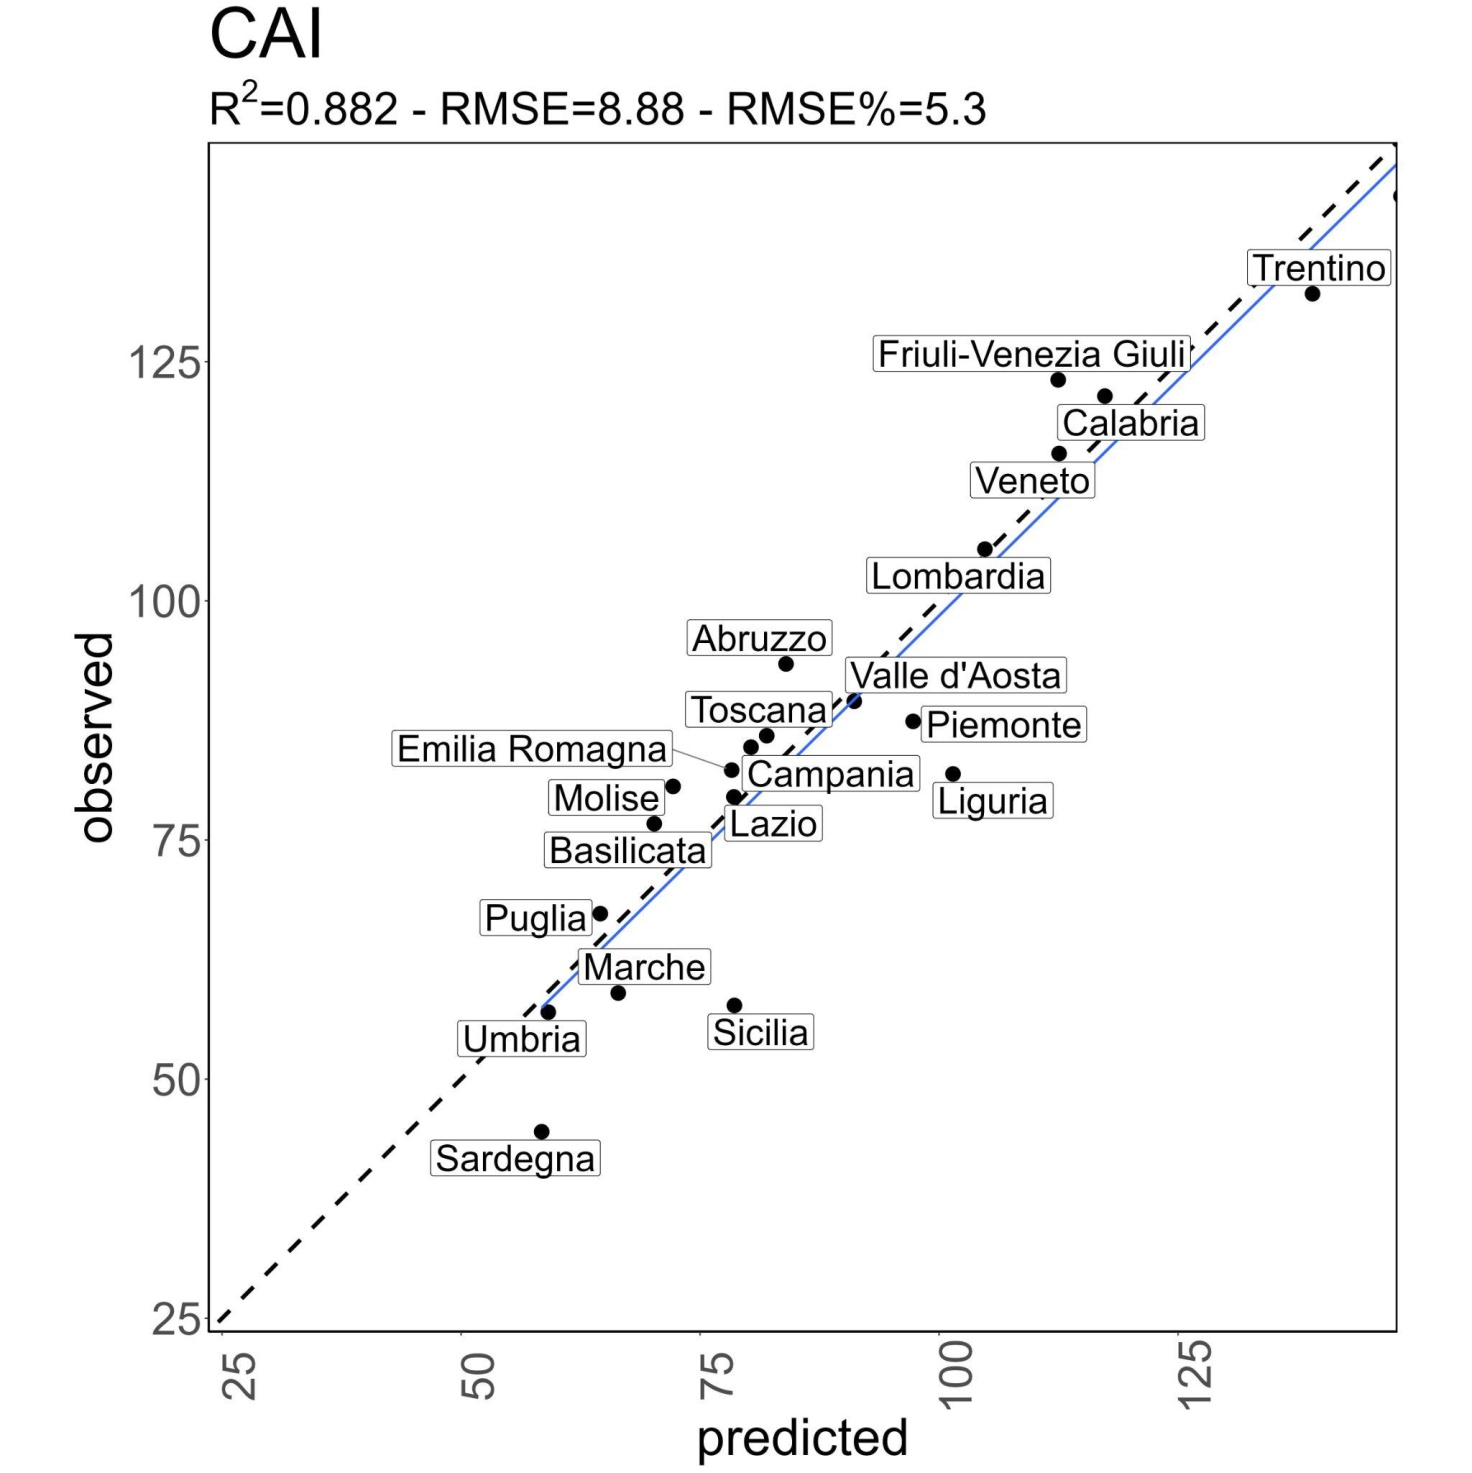 CAI
R²=0.882 - RMSE=8.88 - RMSE%=5.3
Trentino
Friuli-Venezia Giuli
125
Calabria
Veneto
Lombardia
100
Abruzzo
Valle d'Aosta
Toscana
Piemonte
Emilia Romagna
Campania
Molise
Liguria
Lazio
75
Basilicata
Puglia
Marche
Sicilia
Umbria
50
Sardegna
25
observed
25
50
75
100
125
predicted